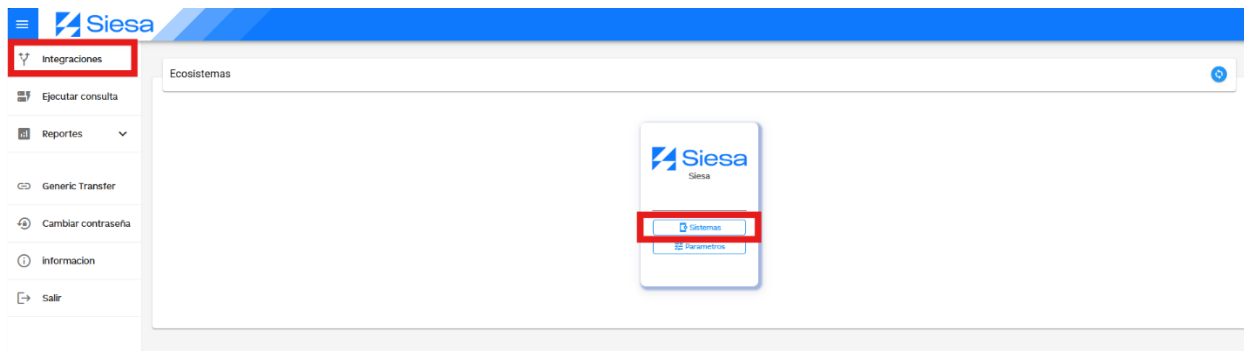 Siesa
Integraciones
Ecosistemas
Ejecutar consulta
Reportes
Siesa
Siesa
Generic Transfer
Cambiar contraseña
Sistemas
Parametros
informacion
Salir